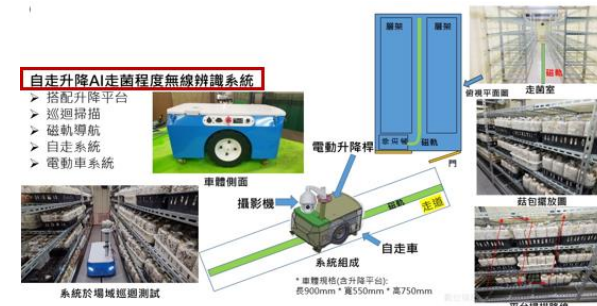 自走升降AI走菌程度無線辨識系統
➢ 搭配升降平台
➢ 巡迴掃描
➢ 磁軌導航
➢ 自走系統
➢ 電動車系統
車體側面
層架
層架
磁軌
門
俯視平面圖
磁軌
走菌室
電動升降桿
攝影機
磁軌
走道
自走車
系統組成
* 車體規格(含升降平台):
長900mm * 寬550mm * 高750mm
菇包擺放圖
系統於場域巡迴測試